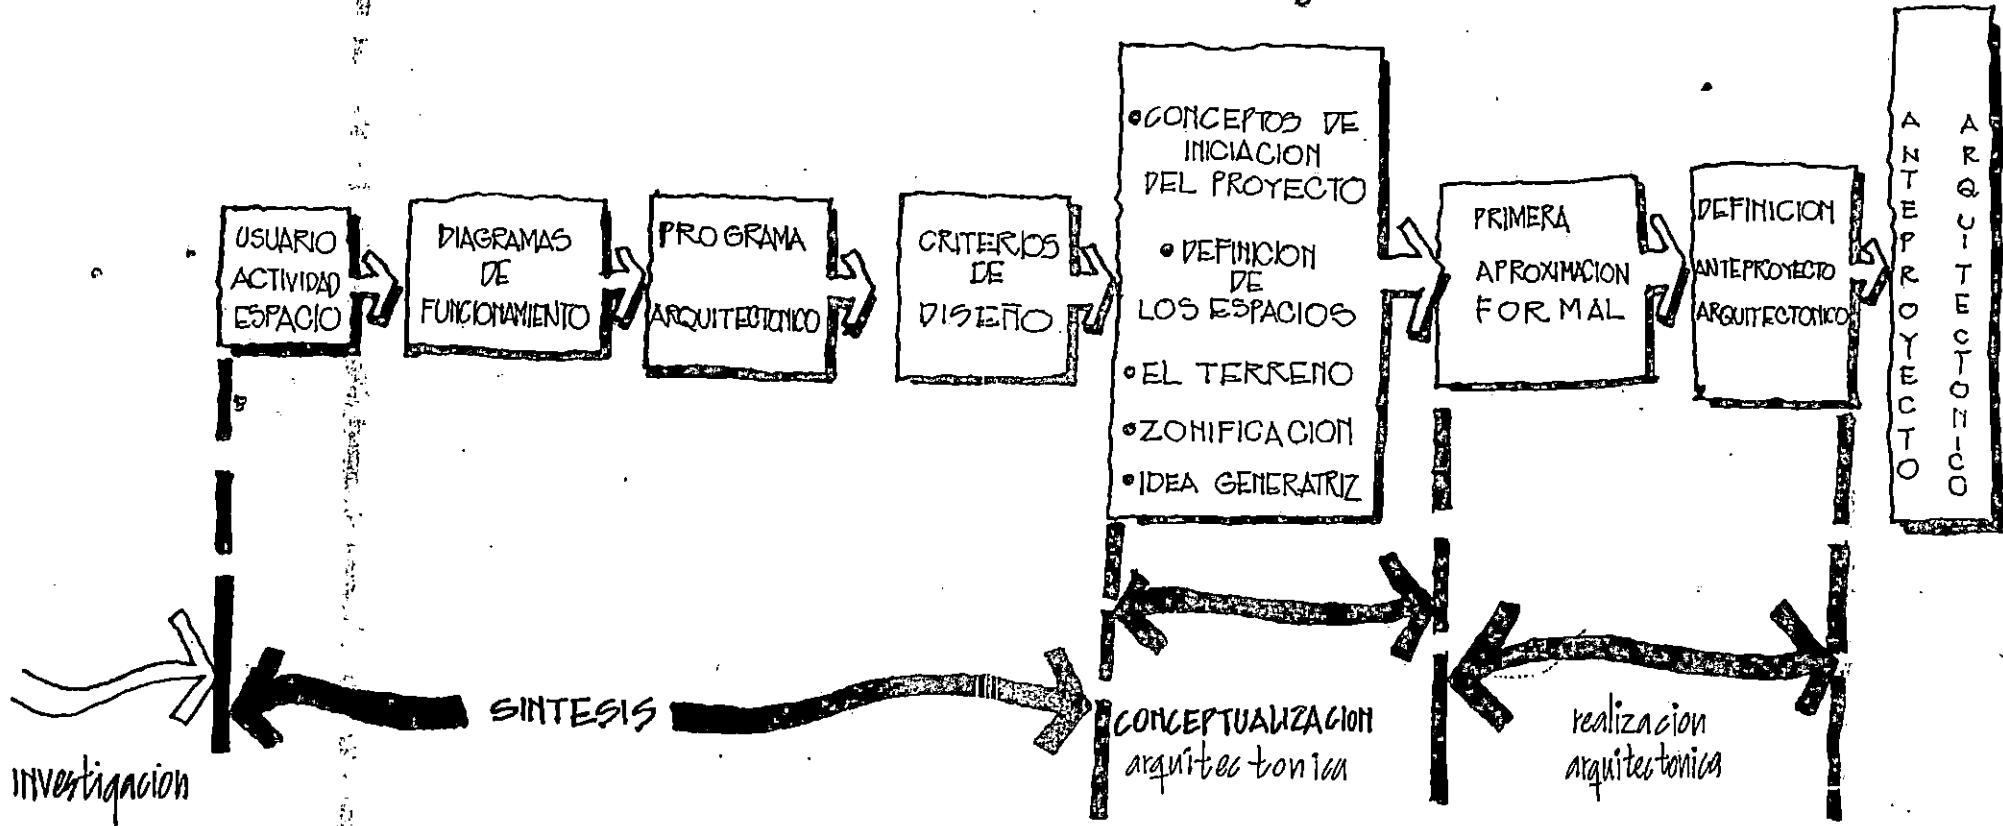 USUARIO
ACTIVIDAD
ESPACIO
DIAGRAMAS
DE
FUNCIONAMIENTO
PROGRAMA
ARQUITECTONICO
CRITERIOS
DE
DISEÑO
• CONCEPTOS DE
INICIACION
DEL PROYECTO
• DEFINICION
DE
LOS ESPACIOS
• EL TERRENO
• ZONIFICACION
• IDEA GENERATRIZ
PRIMERA
APROXIMACION
FORMAL
DEFINICION
ANTEPROYECTO
ARQUITECTONICO
ANTEPROYECTO
ARQUITECTONICO
investigacion
SINTESIS
CONCEPTUALIZACION
arquitectonica
realizacion
arquitectonica